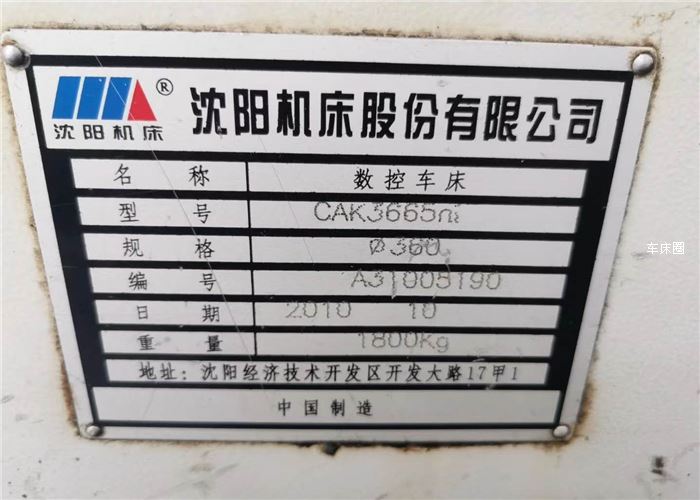 沈阳机床 ® 沈阳机床股份有限公司
名称 数控车床
型号 CAK3665ni
规格 Ø360
编号 A31005190
日期 2010 10
重量 1800Kg
地址:沈阳经济技术开发区开发大路17甲1
中国制造
车床圈